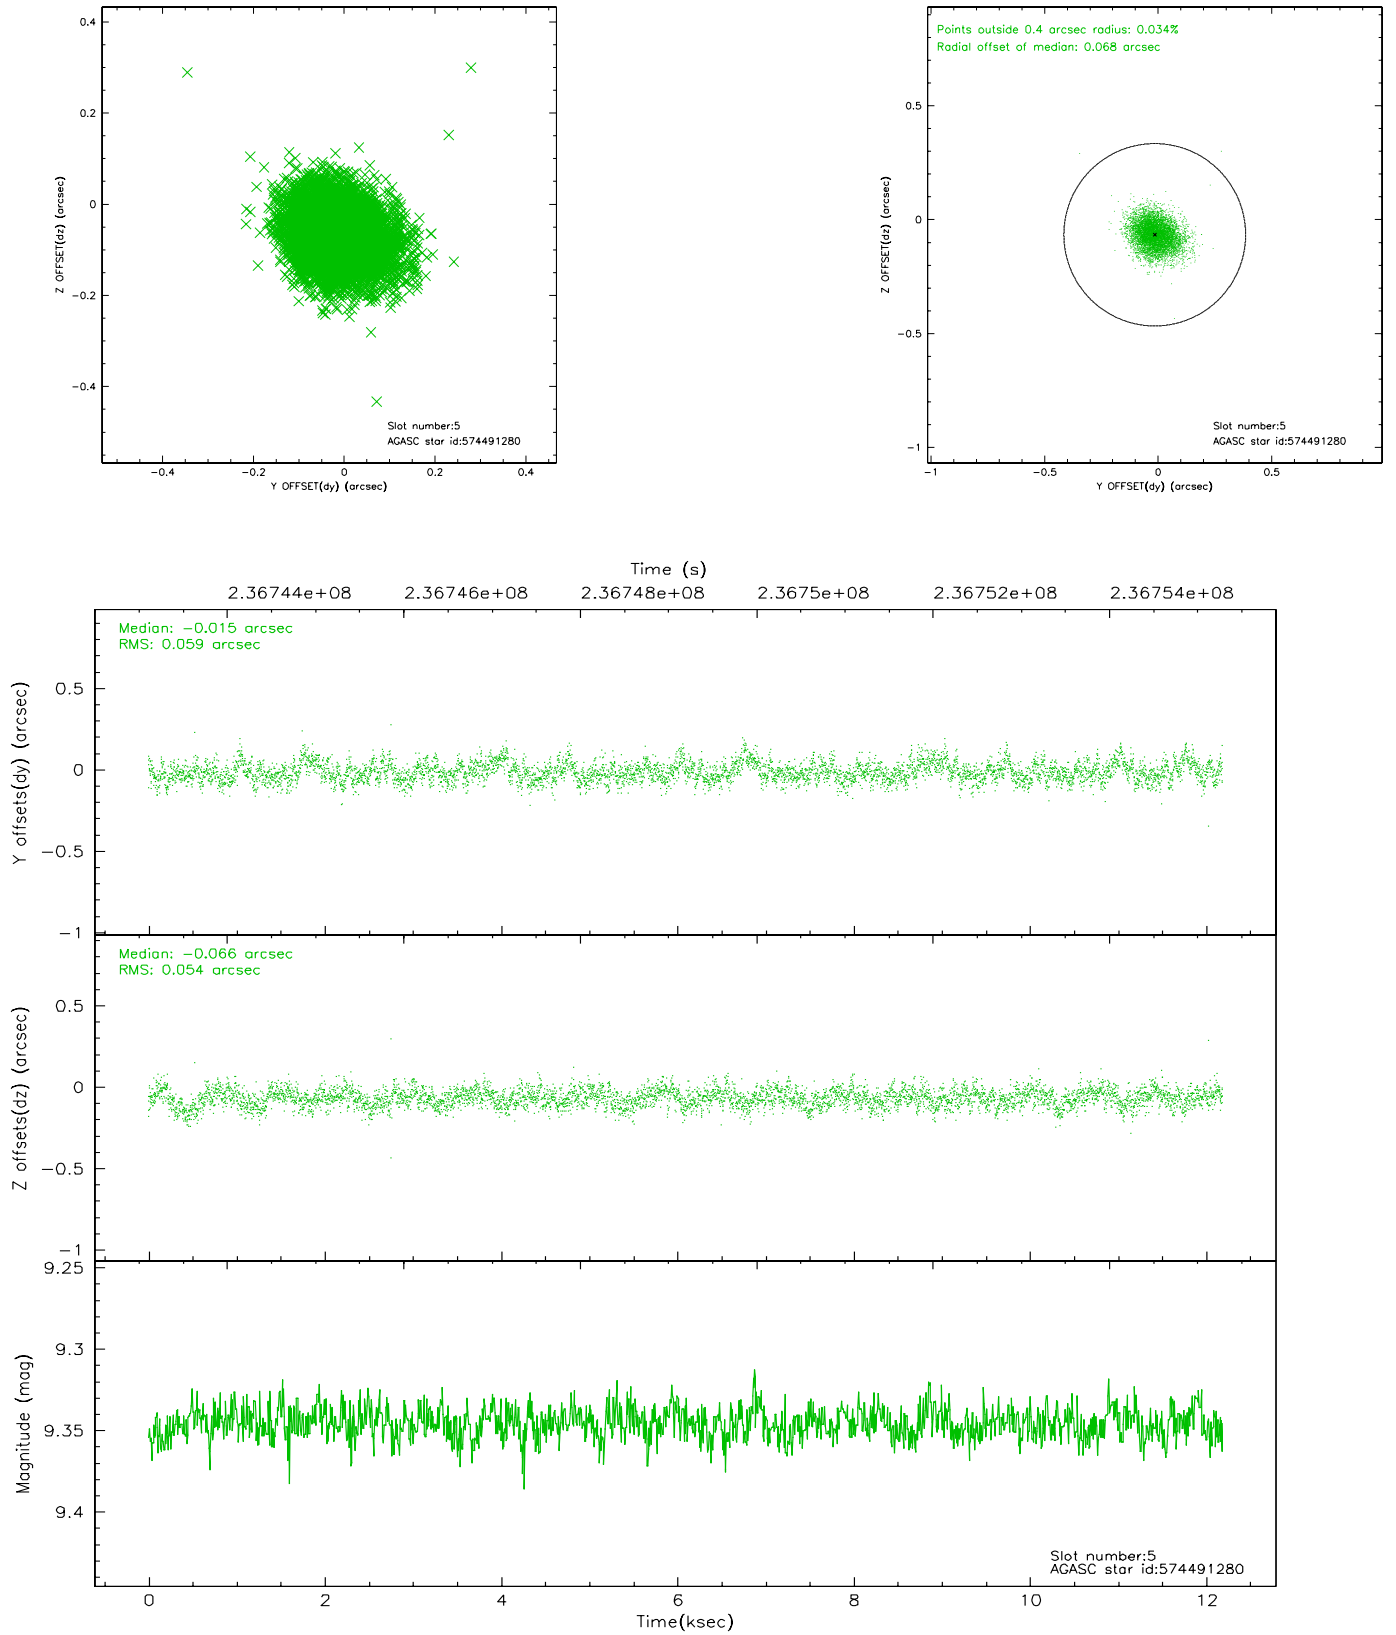 0.4
0.2
0
−0.2
−0.4
Z OFFSET(dz) (arcsec)
Slot number:5
AGASC star id:574491280
−0.4
−0.2
0
0.2
0.4
Y OFFSET(dy) (arcsec)
Points outside 0.4 arcsec radius: 0.034%
Radial offset of median: 0.068 arcsec
0.5
0
−0.5
−1
Z OFFSET(dz) (arcsec)
Slot number:5
AGASC star id:574491280
−1
−0.5
0
0.5
Y OFFSET(dy) (arcsec)
Time (s)
2.36744e+08
2.36746e+08
2.36748e+08
2.3675e+08
2.36752e+08
2.36754e+08
Median: −0.015 arcsec
RMS: 0.059 arcsec
0.5
0
−0.5
−1
Y offsets(dy) (arcsec)
Median: −0.066 arcsec
RMS: 0.054 arcsec
0.5
0
−0.5
−1
Z offsets(dz) (arcsec)
9.25
9.3
9.35
9.4
Magnitude (mag)
Slot number:5
AGASC star id:574491280
0
2
4
6
8
10
12
Time(ksec)